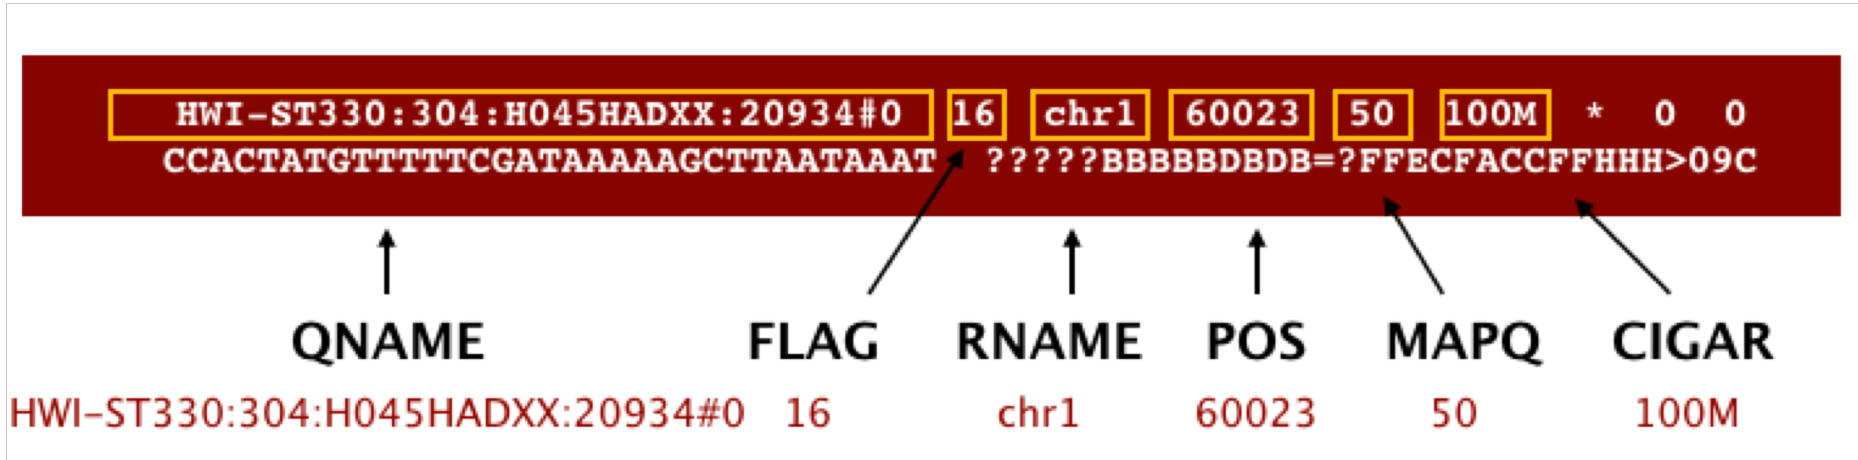 HWI-ST330:304:H045HADXX:20934#0 16 chr1 60023 50 100M * 0 0
CCACTATGTTTTTCGATAAAAAGCTTAATAAAT ?????BBBBBDBDB=?FFECFACCFFHHH>09C
QNAME FLAG RNAME POS MAPQ CIGAR
HWI-ST330:304:H045HADXX:20934#0 16 chr1 60023 50 100M